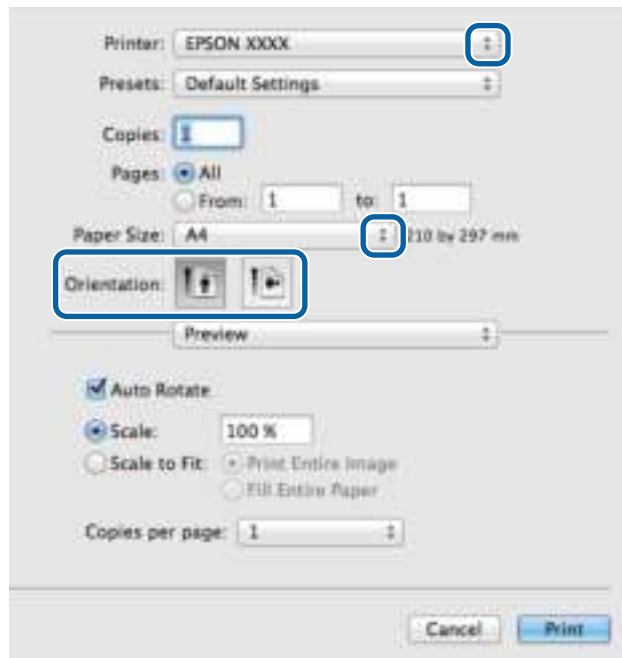 Printer: EPSON XXXX
Presets: Default Settings
Copies: 1
Pages: All
From: 1 to: 1
Paper Size: A4 210 by 297 mm
Orientation:
Preview
Auto Rotate
Scale: 100 %
Scale to Fit: Print Entire Image
Fill Entire Paper
Copies per page: 1
Cancel Print